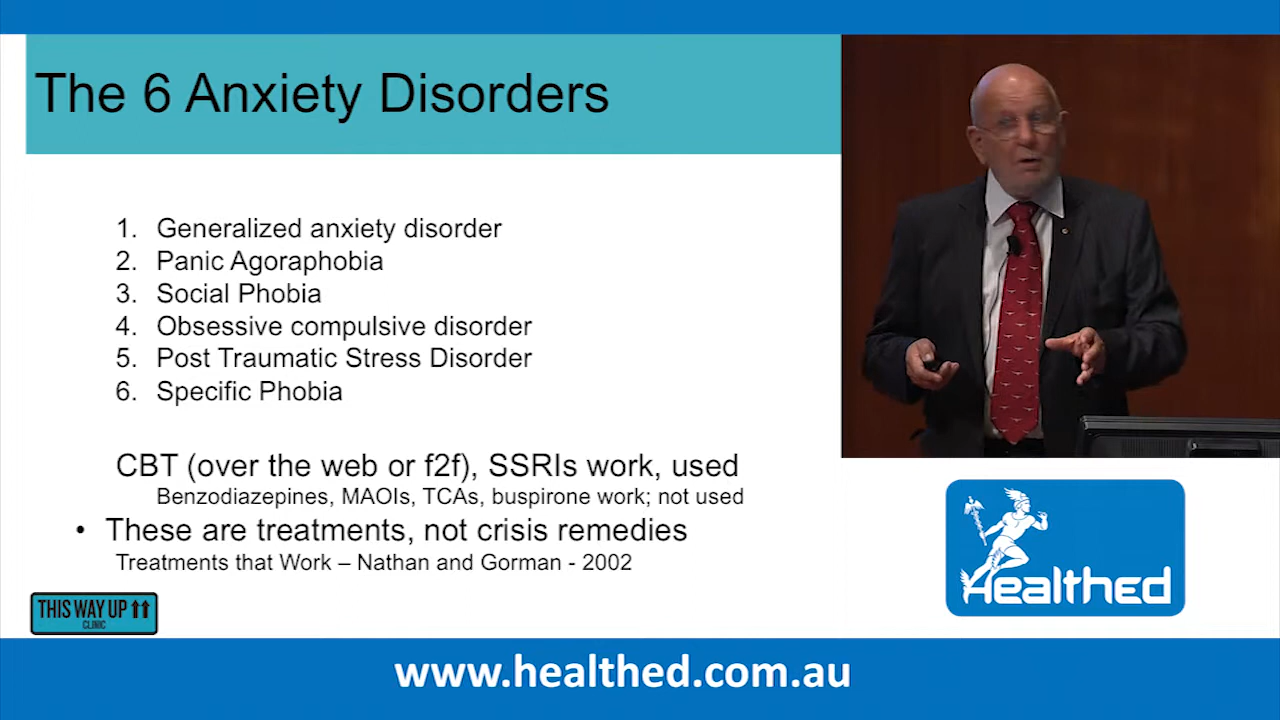 The 6 Anxiety Disorders
1. Generalized anxiety disorder
2. Panic Agoraphobia
3. Social Phobia
4. Obsessive compulsive disorder
5. Post Traumatic Stress Disorder
6. Specific Phobia
CBT (over the web or f2f), SSRIs work, used
Benzodiazepines, MAOIs, TCAs, buspirone work; not used
• These are treatments, not crisis remedies
Treatments that Work – Nathan and Gorman - 2002
THIS WAY UP
CLINIC
Healthed
www.healthed.com.au